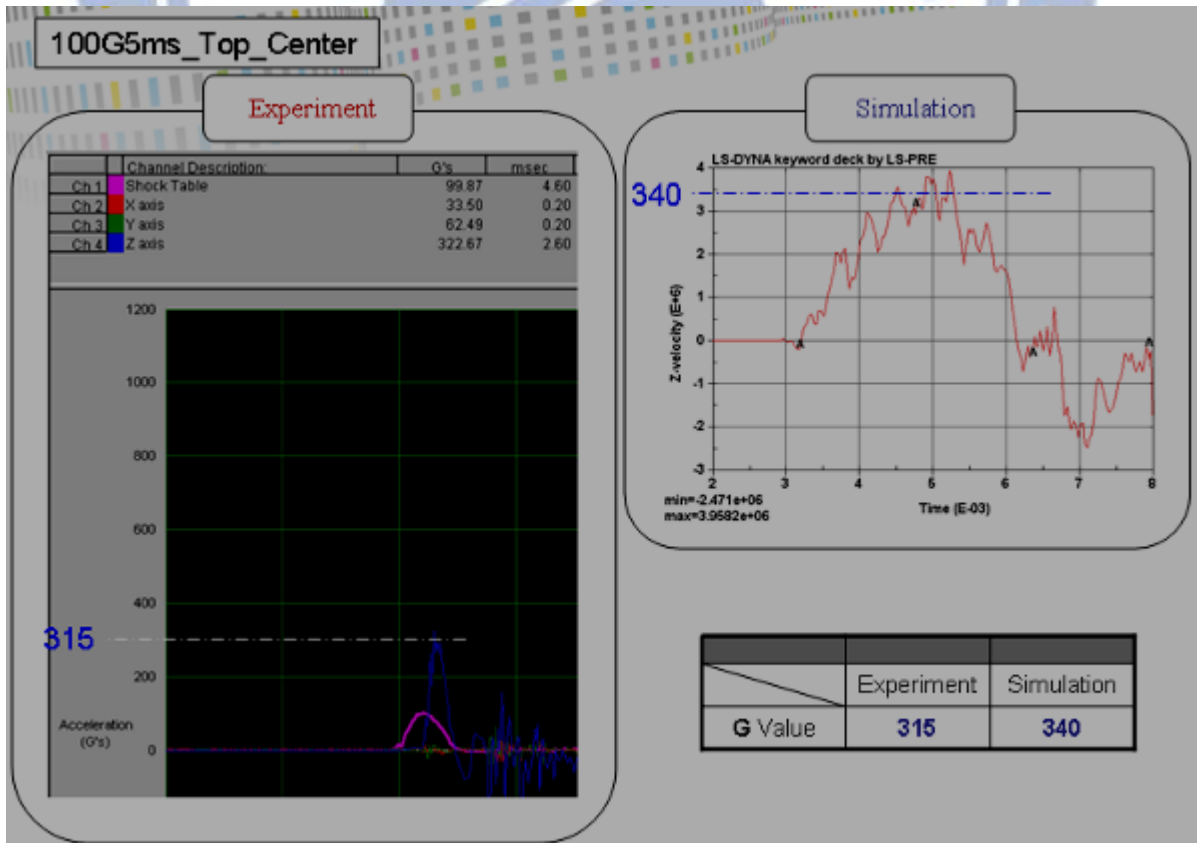 100G5ms_Top_Center
Experiment
Channel Description: G's msec
Ch 1 Shock Table 99.87 4.60
Ch 2 X axis 33.50 0.20
Ch 3 Y axis 62.49 0.20
Ch 4 Z axis 322.67 2.60
1200
1000
800
600
400
315
200
Acceleration
(G's)
0
Simulation
LS-DYNA keyword deck by LS-PRE
340
4
3
2
1
0
-1
-2
-3
Z-velocity (E+6)
A
A
A
A
2 3 4 5 6 7 8
min=-2.471e+06
max=3.9582e+06
Time (E-03)
Experiment Simulation
G Value 315 340